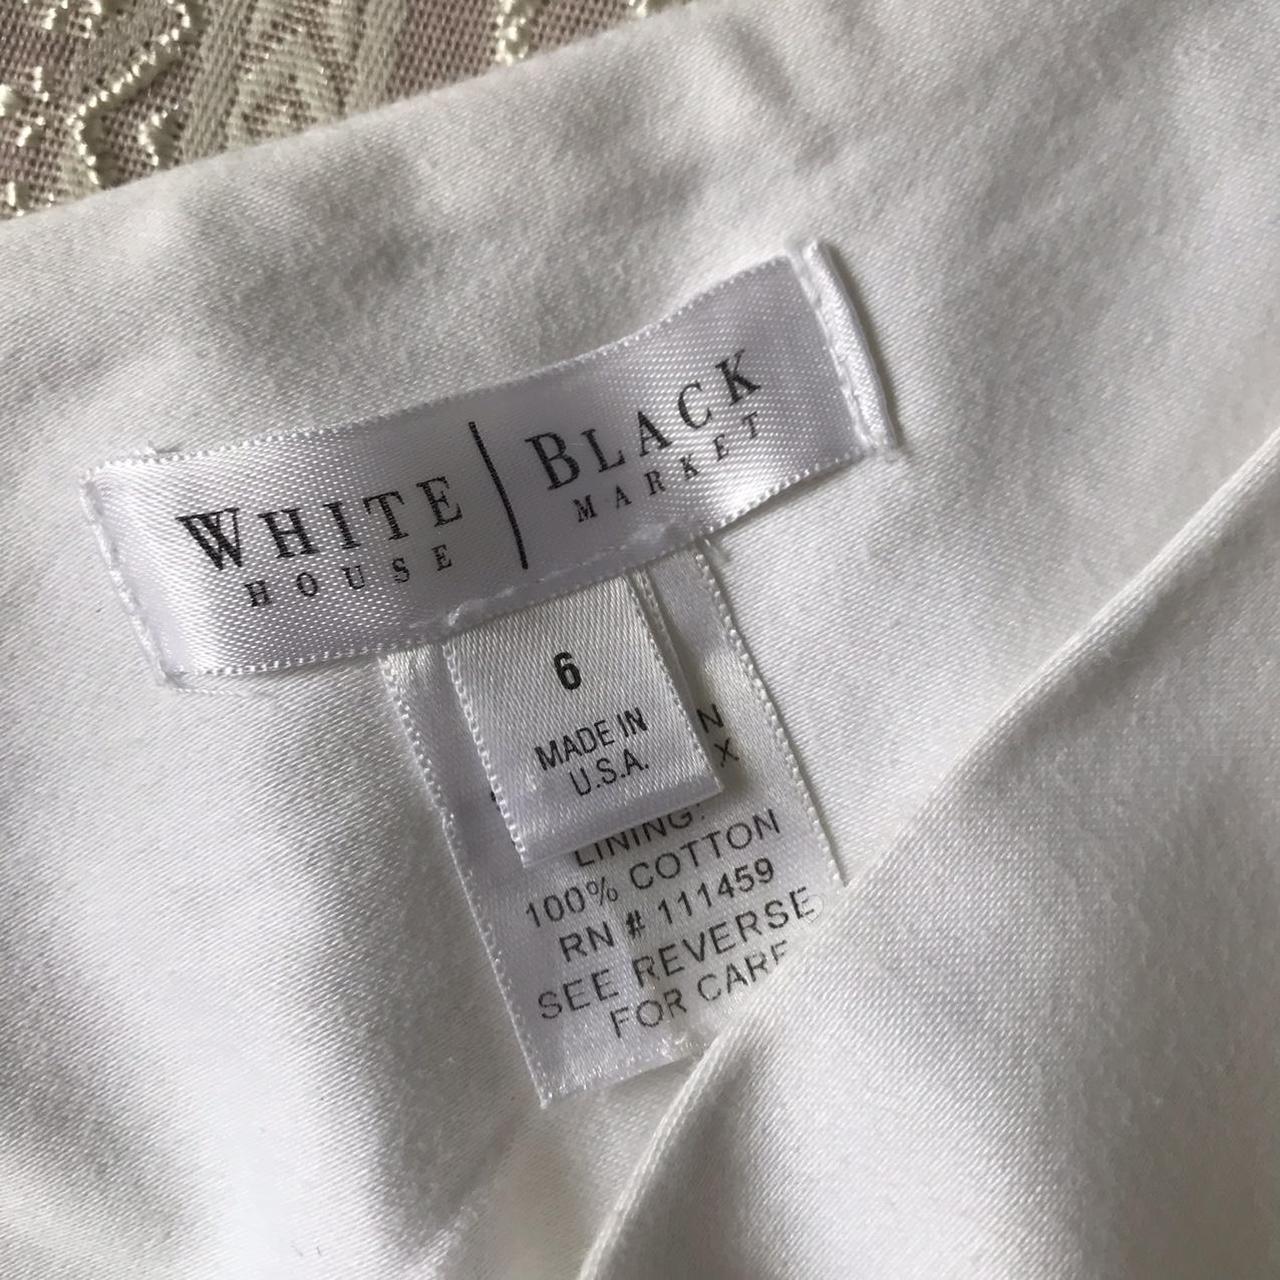 WHITE | BLACK
HOUSE MARKET
6
MADE IN
U.S.A.
N
X
LINING:
100% COTTON
RN # 111459
SEE REVERSE
FOR CARE